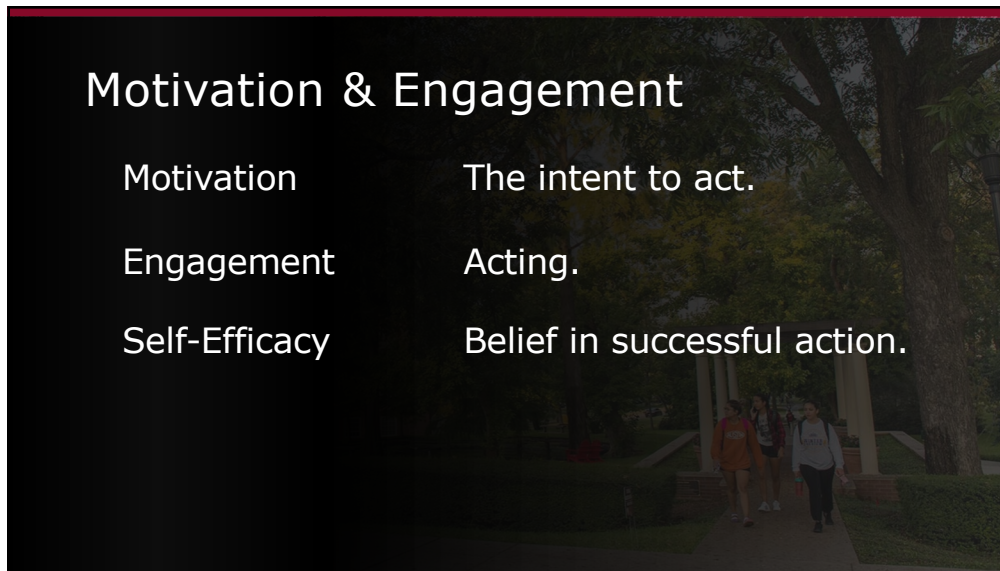 Motivation & Engagement
Motivation The intent to act.
Engagement Acting.
Self-Efficacy Belief in successful action.